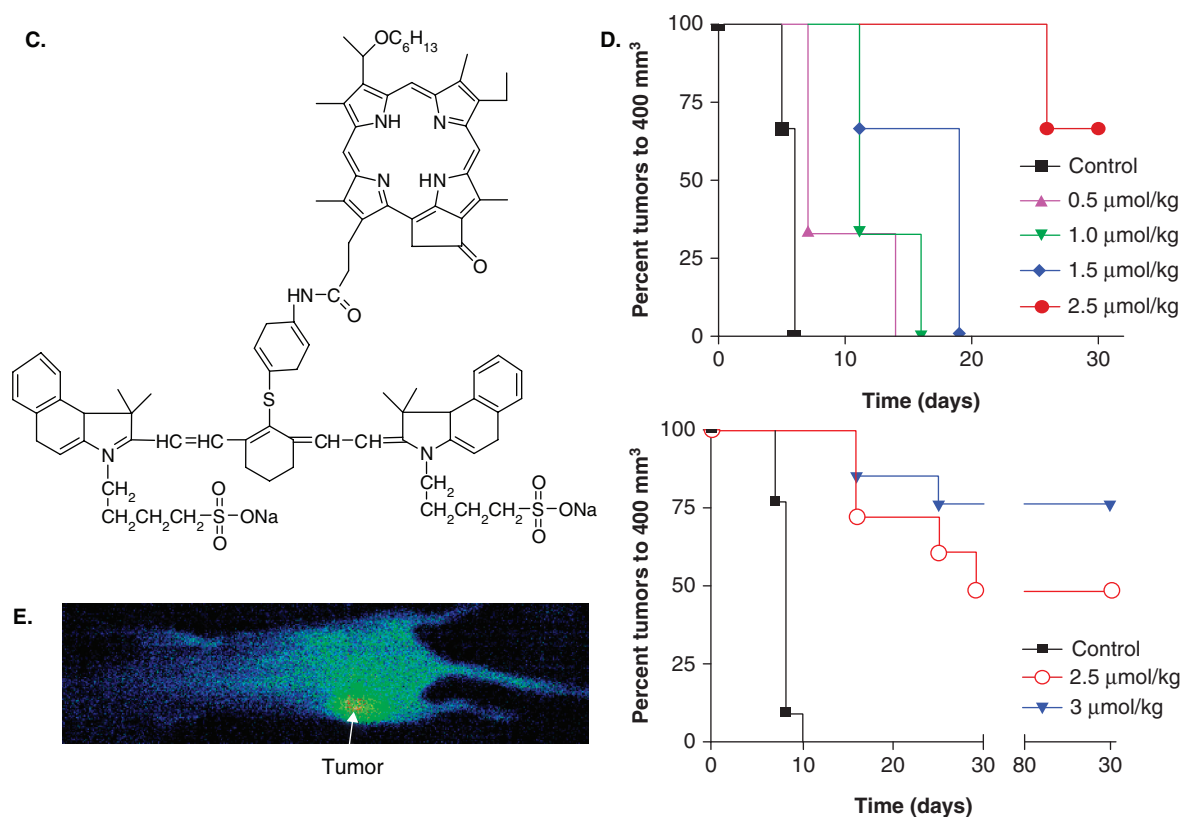 C.
OC₆H₁₃
NH
N
N
HN
O
HN
C
O
S
N
HC=HC
CH–CH
N
CH₂
CH₂CH₂CH₂
O
S
ONa
O
CH₂
CH₂CH₂CH₂
O
S
ONa
O
D.
Percent tumors to 400 mm³
100
75
50
25
0
0
10
20
30
Time (days)
Control
0.5 μmol/kg
1.0 μmol/kg
1.5 μmol/kg
2.5 μmol/kg
Percent tumors to 400 mm³
100
75
50
25
0
0
10
20
30
80
30
Time (days)
Control
2.5 μmol/kg
3 μmol/kg
E.
Tumor